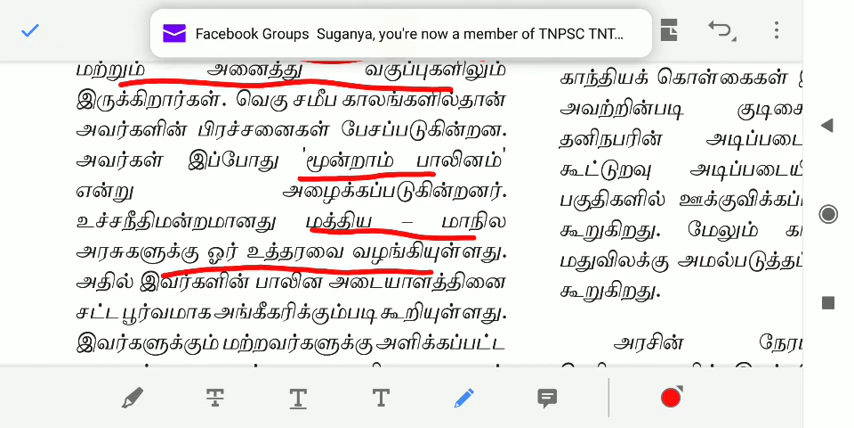 Facebook Groups Suganya, you're now a member of TNPSC TNT...
மற்றும் அனைத்து வகுப்புகளிலும்
இருக்கிறார்கள். வெகு சமீப காலங்களில்தான்
அவர்களின் பிரச்சனைகள் பேசப்படுகின்றன.
அவர்கள் இப்போது 'மூன்றாம் பாலினம்'
என்று அழைக்கப்படுகின்றனர்.
உச்சநீதிமன்றமானது மத்திய – மாநில
அரசுகளுக்கு ஓர் உத்தரவை வழங்கியுள்ளது.
அதில் இவர்களின் பாலின அடையாளத்தினை
சட்ட பூர்வமாக அங்கீகரிக்கும்படி கூறியுள்ளது.
இவர்களுக்கும் மற்றவர்களுக்கு அளிக்கப்பட்ட
காந்தியக் கொள்கைகள்
அவற்றின்படி குடிசை
தனிநபரின் அடிப்படை
கூட்டுறவு அடிப்படையி
பகுதிகளில் ஊக்குவிக்கப்
கூறுகிறது. மேலும் க
மதுவிலக்கு அமல்படுத்தப்
கூறுகிறது.
அரசின் நேர